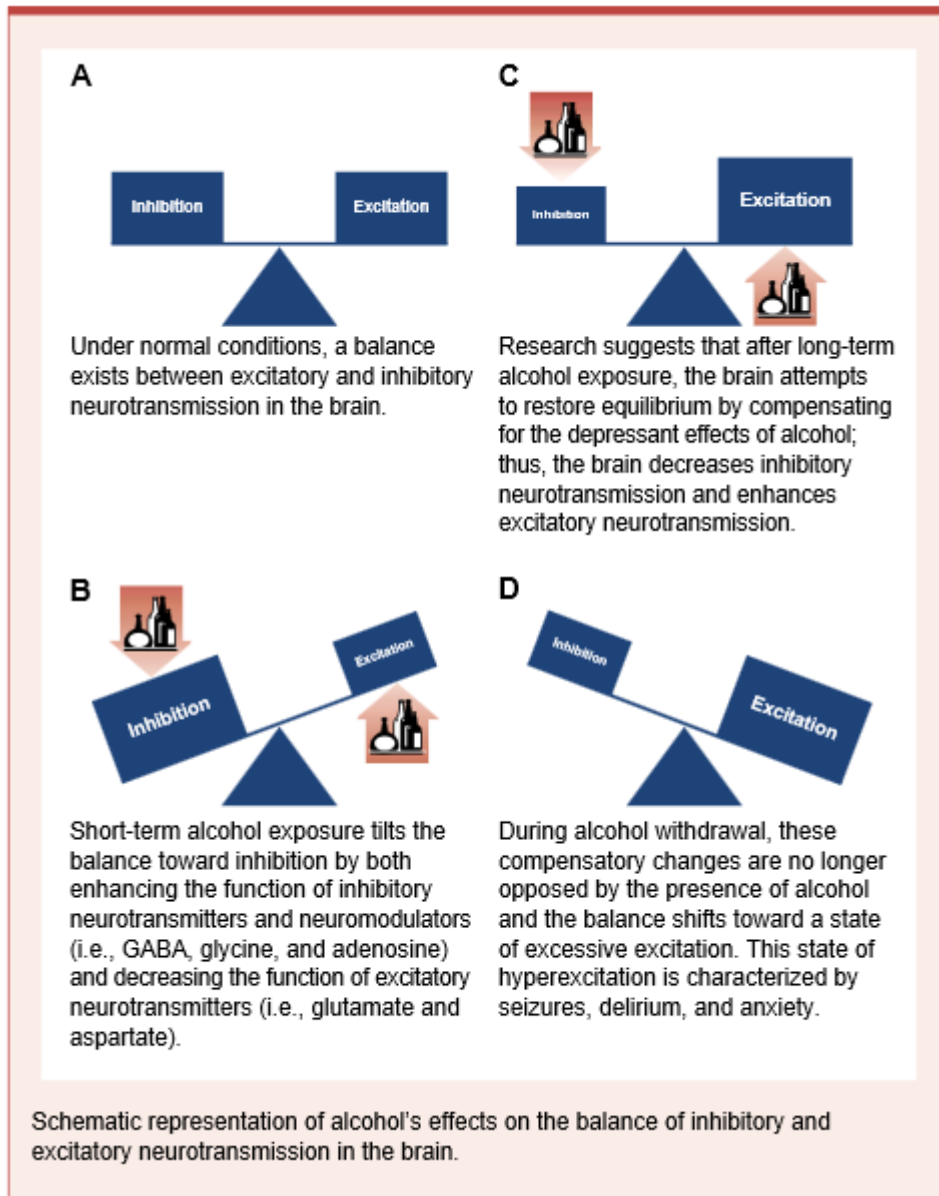 A
Inhibition
Excitation
Under normal conditions, a balance
exists between excitatory and inhibitory
neurotransmission in the brain.
B
Inhibition
Excitation
Short-term alcohol exposure tilts the
balance toward inhibition by both
enhancing the function of inhibitory
neurotransmitters and neuromodulators
(i.e., GABA, glycine, and adenosine)
and decreasing the function of excitatory
neurotransmitters (i.e., glutamate and
aspartate).
C
Inhibition
Excitation
Research suggests that after long-term
alcohol exposure, the brain attempts
to restore equilibrium by compensating
for the depressant effects of alcohol;
thus, the brain decreases inhibitory
neurotransmission and enhances
excitatory neurotransmission.
D
Inhibition
Excitation
During alcohol withdrawal, these
compensatory changes are no longer
opposed by the presence of alcohol
and the balance shifts toward a state
of excessive excitation. This state of
hyperexcitation is characterized by
seizures, delirium, and anxiety.
Schematic representation of alcohol's effects on the balance of inhibitory and
excitatory neurotransmission in the brain.